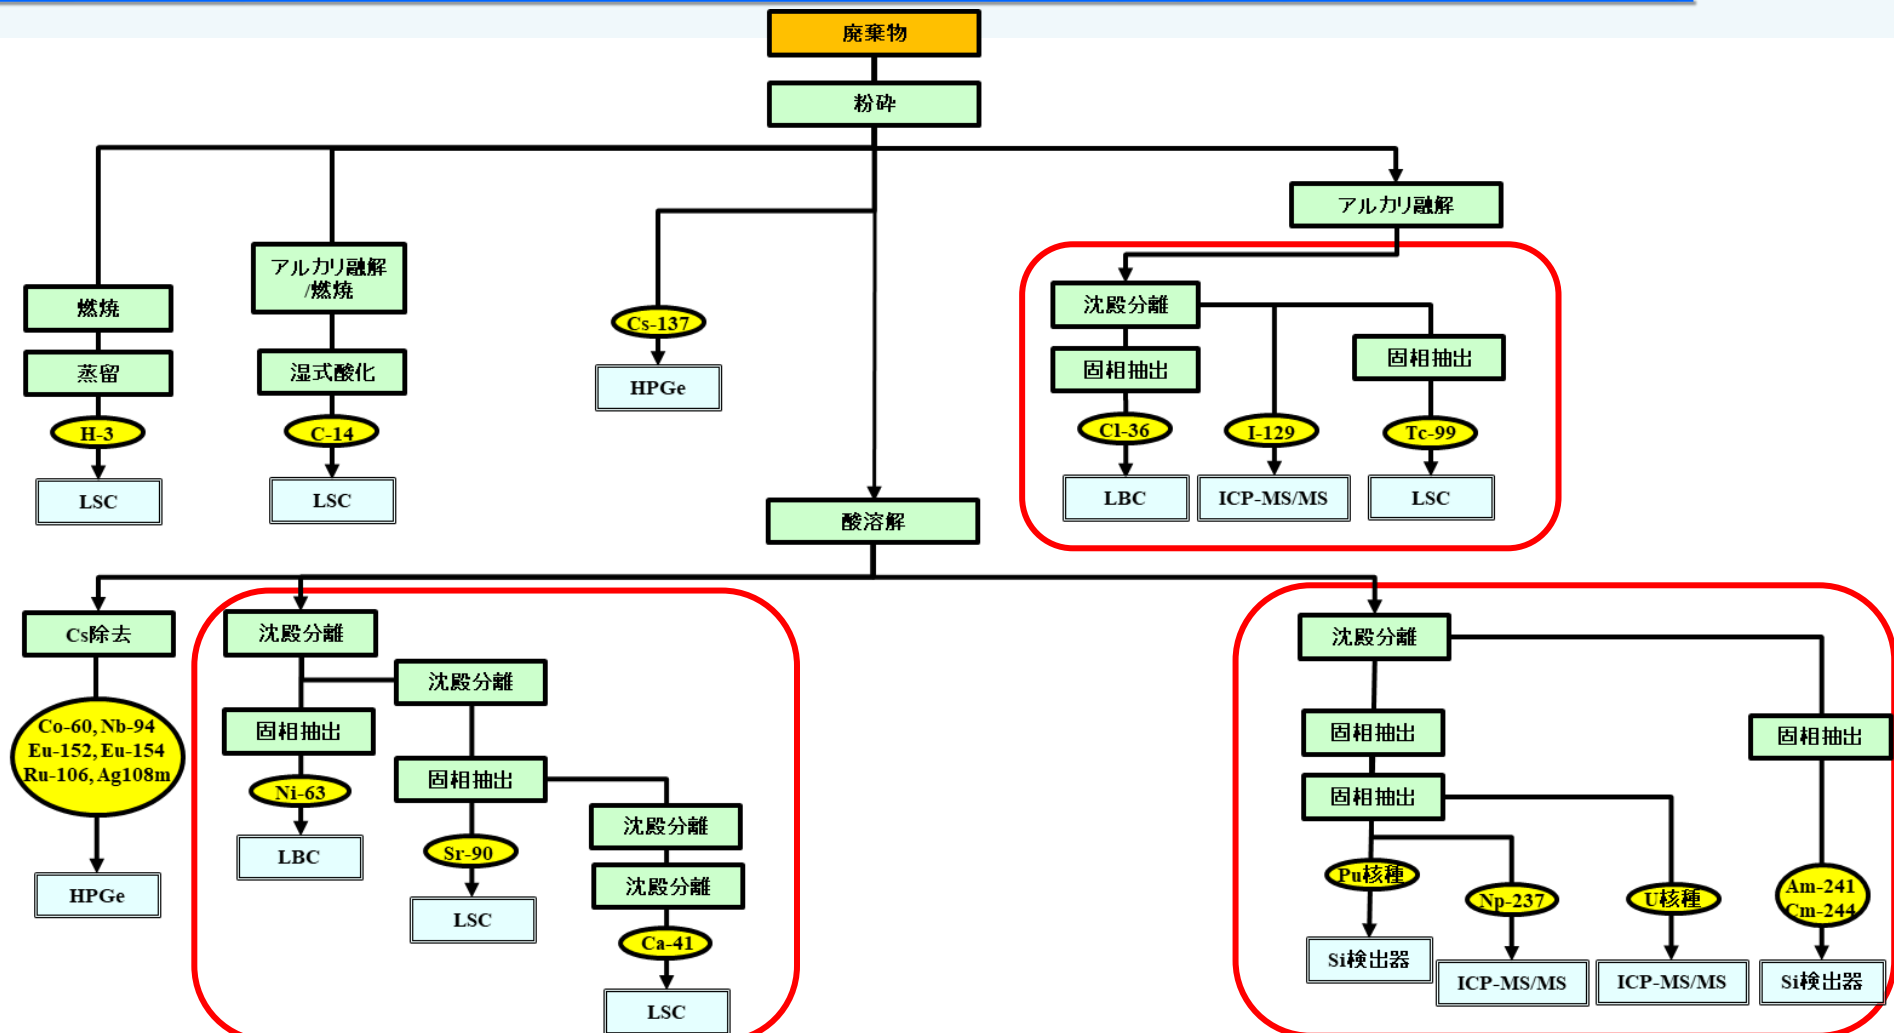 廃棄物
粉砕
アルカリ融解
アルカリ融解
/燃焼
燃焼
蒸留
湿式酸化
H-3
C-14
LSC
LSC
Cs-137
HPGe
沈殿分離
固相抽出
固相抽出
Cl-36
I-129
Tc-99
LBC
ICP-MS/MS
LSC
酸溶解
Cs除去
Co-60, Nb-94
Eu-152, Eu-154
Ru-106, Ag108m
HPGe
沈殿分離
沈殿分離
固相抽出
固相抽出
Ni-63
LBC
Sr-90
LSC
沈殿分離
沈殿分離
Ca-41
LSC
沈殿分離
固相抽出
固相抽出
固相抽出
Pu核種
Np-237
U核種
Am-241
Cm-244
Si検出器
ICP-MS/MS
ICP-MS/MS
Si検出器